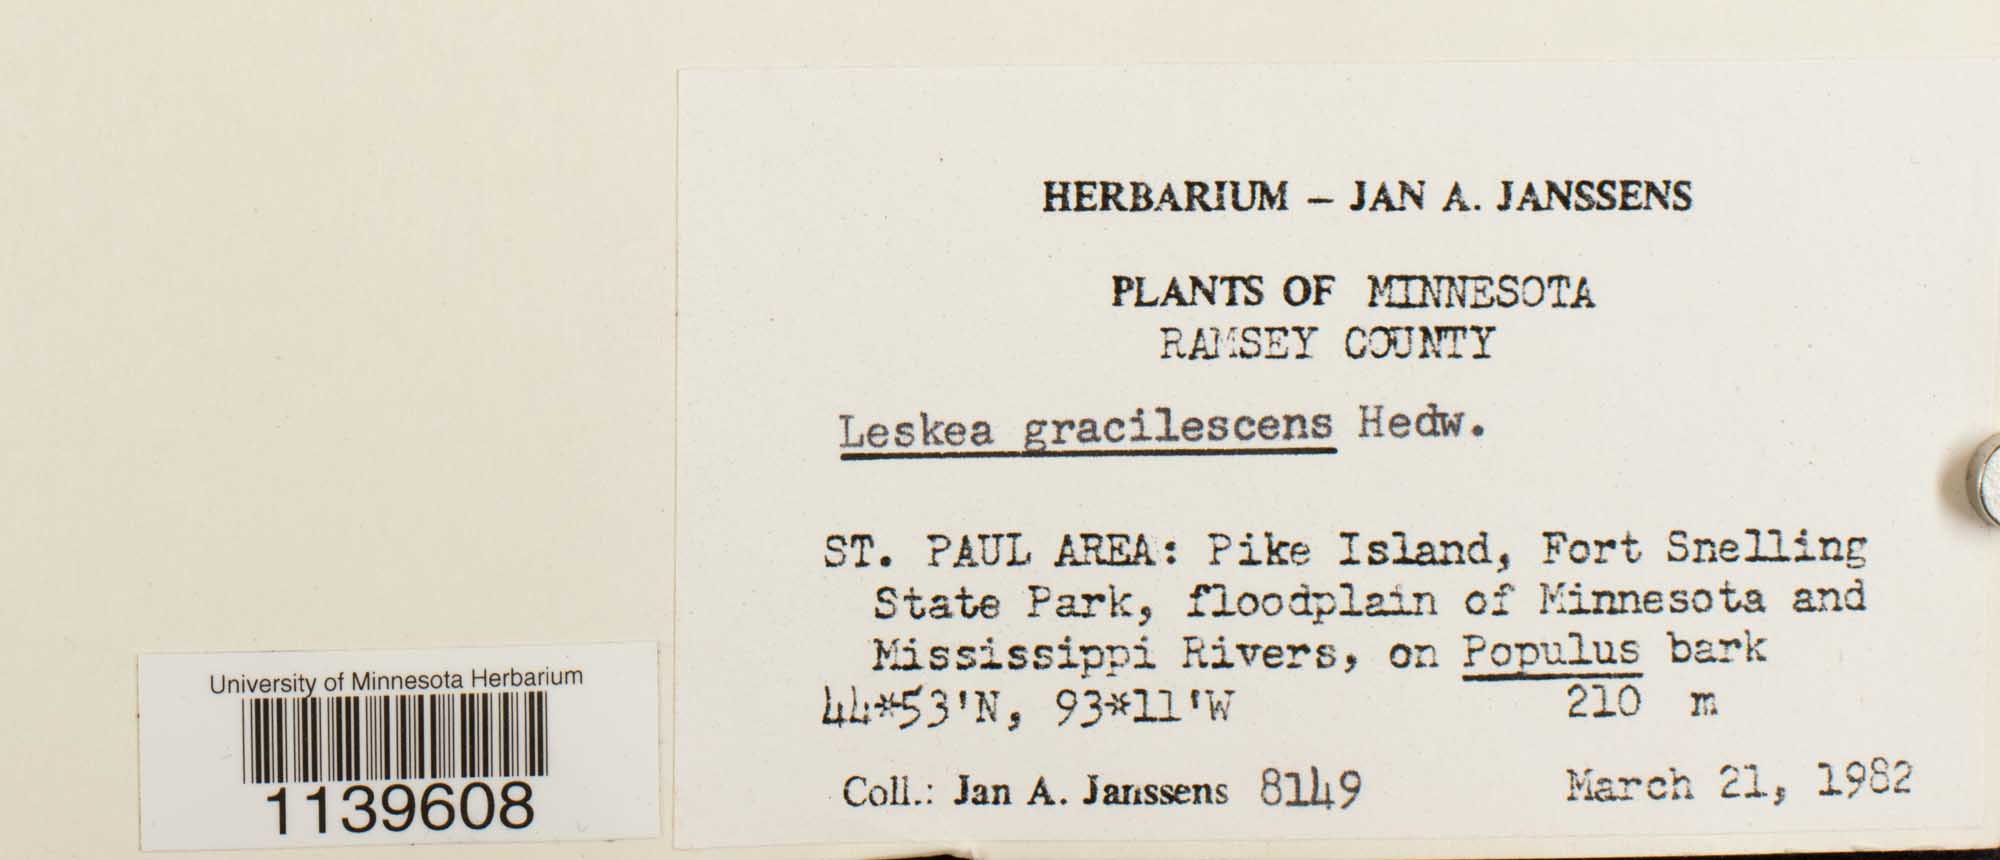 HERBARIUM – JAN A. JANSSENS
PLANTS OF MINNESOTA
RAMSEY COUNTY
Leskea gracilescens Hedw.
ST. PAUL AREA: Pike Island, Fort Snelling
State Park, floodplain of Minnesota and
Mississippi Rivers, on Populus bark
44*53'N, 93*11'W 210 m
Coll.: Jan A. Janssens 8149 March 21, 1982
University of Minnesota Herbarium
1139608